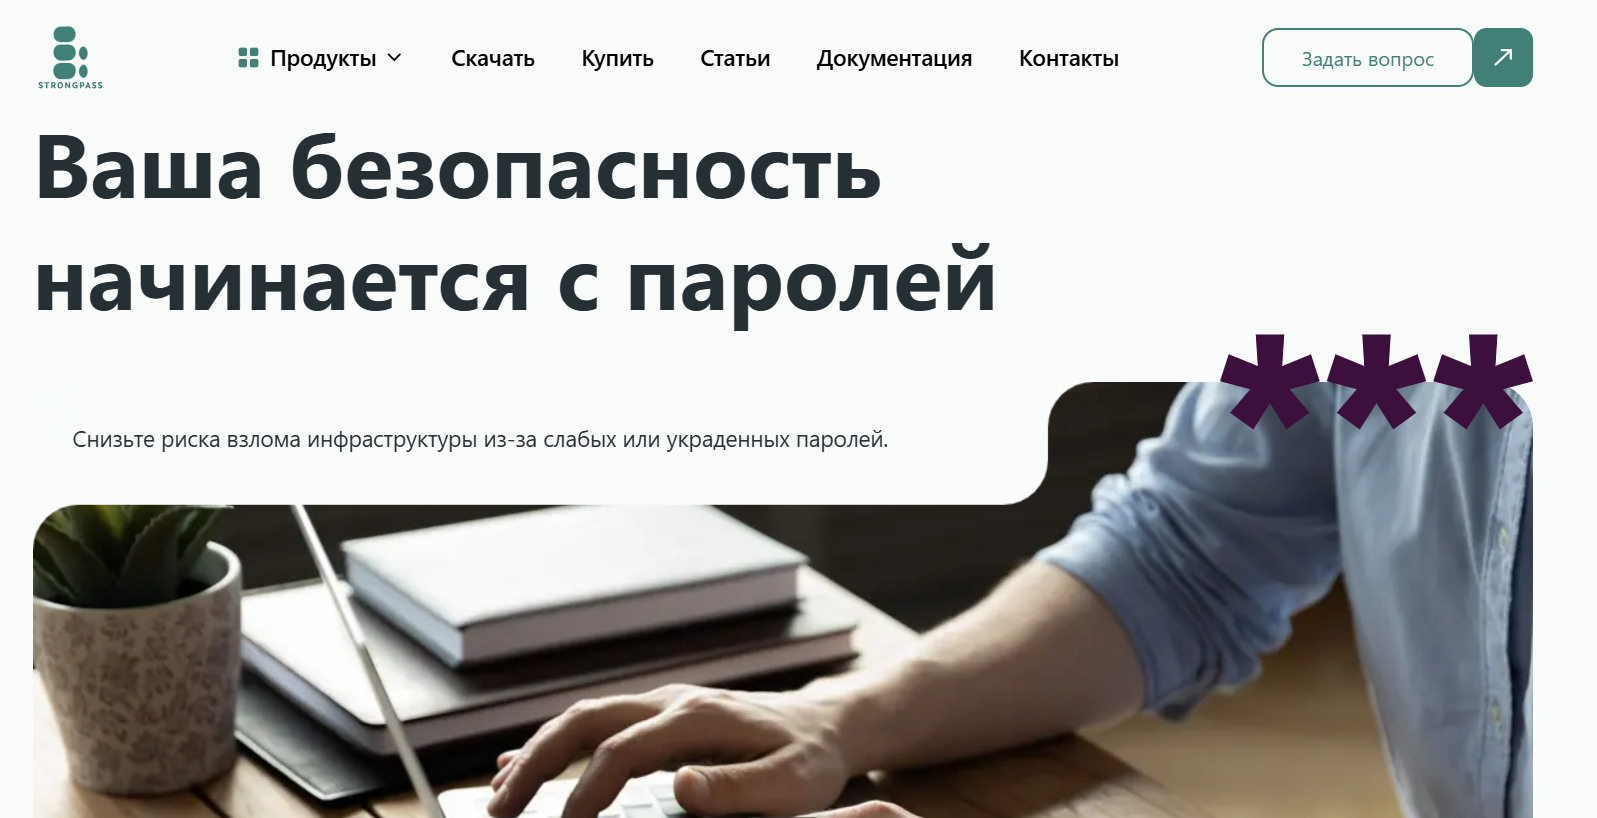 STRONGPASS
Продукты
Скачать
Купить
Статьи
Документация
Контакты
Задать вопрос
Ваша безопасность
начинается с паролей
***
Снизьте риска взлома инфраструктуры из-за слабых или украденных паролей.